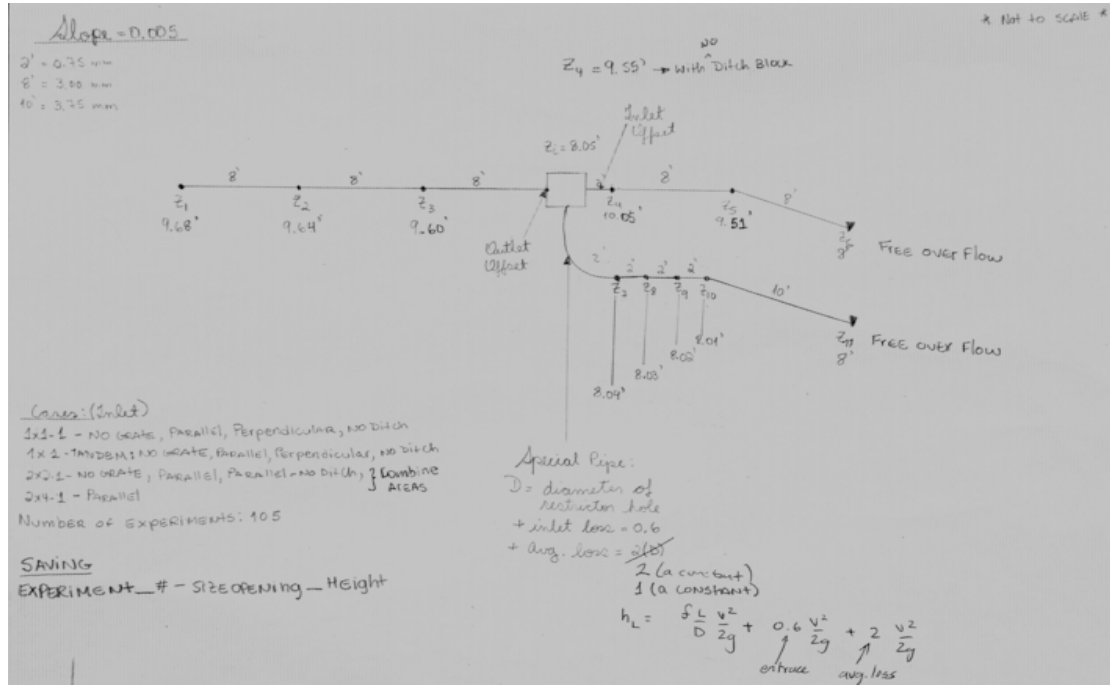 * Not to SCALE *
Slope = 0.005
2' = 0.75 mm
8' = 3.00 mm
10' = 3.75 mm
NO
Z4 = 9.55' → With ^ Ditch Block
Inlet
Offset
Zi = 8.05'
8' 8' 8' 2' 8' 8'
Z1 Z2 Z3 Z4 Z5
9.68' 9.64' 9.60' 10.05' 9.51'
Z6
8'
FREE over Flow
Outlet
Offset
2' 2' 2' 2' 10'
Z7 Z8 Z9 Z10
Z11
8'
FREE over Flow
8.01'
8.02'
8.03'
8.04'
Cases: (Inlet)
1x1-1 - NO GRATE, PARALLEL, Perpendicular, NO Ditch
1x1-TANDEM: NO GRATE, PARALLEL, Perpendicular, NO Ditch
2x2-1 - NO GRATE, PARALLEL, PARALLEL-NO Ditch, } Combine
AREAS
2x4-1 - PARALLEL
Number of EXPERIMENTS: 105
SAVING
EXPERIMENT_# - SIZEOPENING_HEIGHT
Special Pipe:
D = diameter of
restrictor hole
+ inlet loss = 0.6
+ avg. loss = 2(D)
2 (a constant)
1 (a CONSTANT)
hL = f L/D v²/2g + 0.6 v²/2g + 2 v²/2g
entrace avg. loss